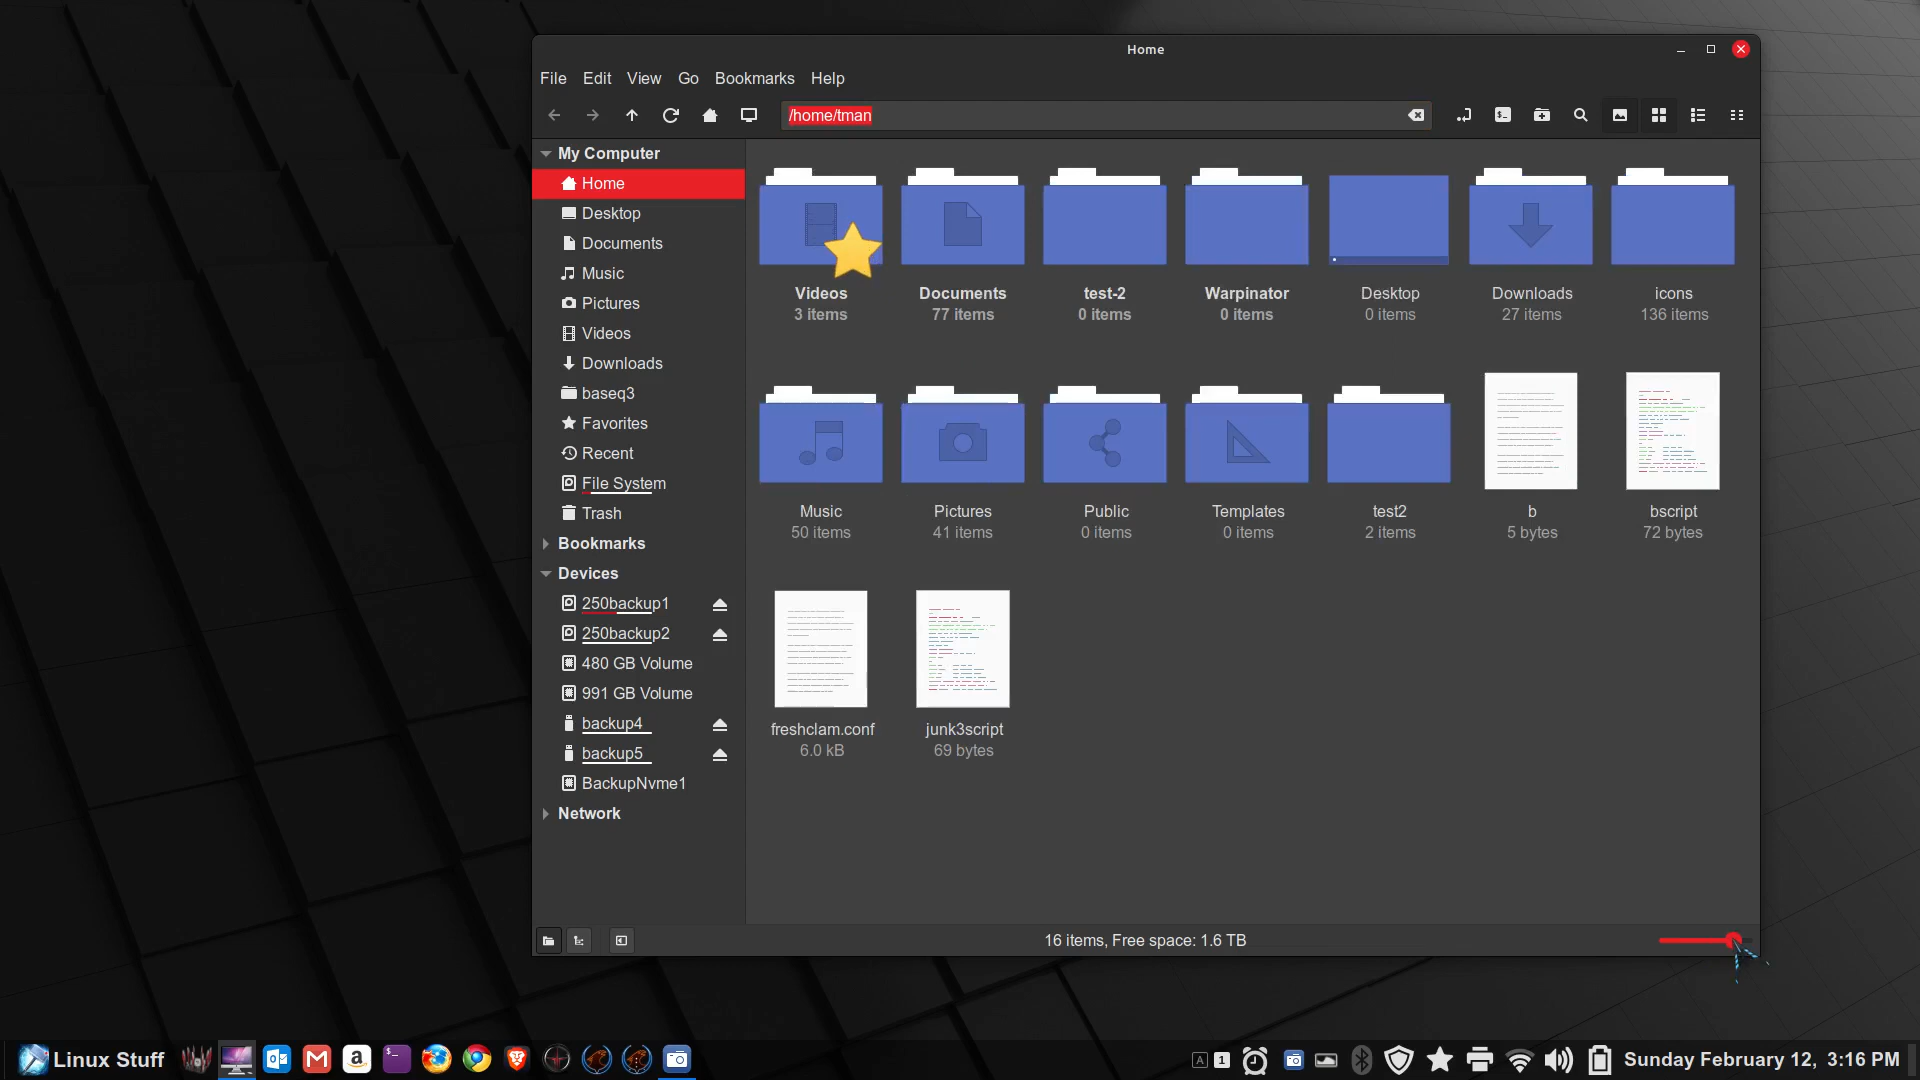 Home
File Edit View Go Bookmarks Help
/home/tman
My Computer
Home
Desktop
Documents
Music
Pictures
Videos
Downloads
baseq3
Favorites
Recent
File System
Trash
Bookmarks
Devices
250backup1
250backup2
480 GB Volume
991 GB Volume
backup4
backup5
BackupNvme1
Network
Videos Documents test-2 Warpinator Desktop Downloads icons
3 items 77 items 0 items 0 items 0 items 27 items 136 items
Music Pictures Public Templates test2 b bscript
50 items 41 items 0 items 0 items 2 items 5 bytes 72 bytes
freshclam.conf junk3script
6.0 kB 69 bytes
16 items, Free space: 1.6 TB
Linux Stuff A 1 Sunday February 12, 3:16 PM